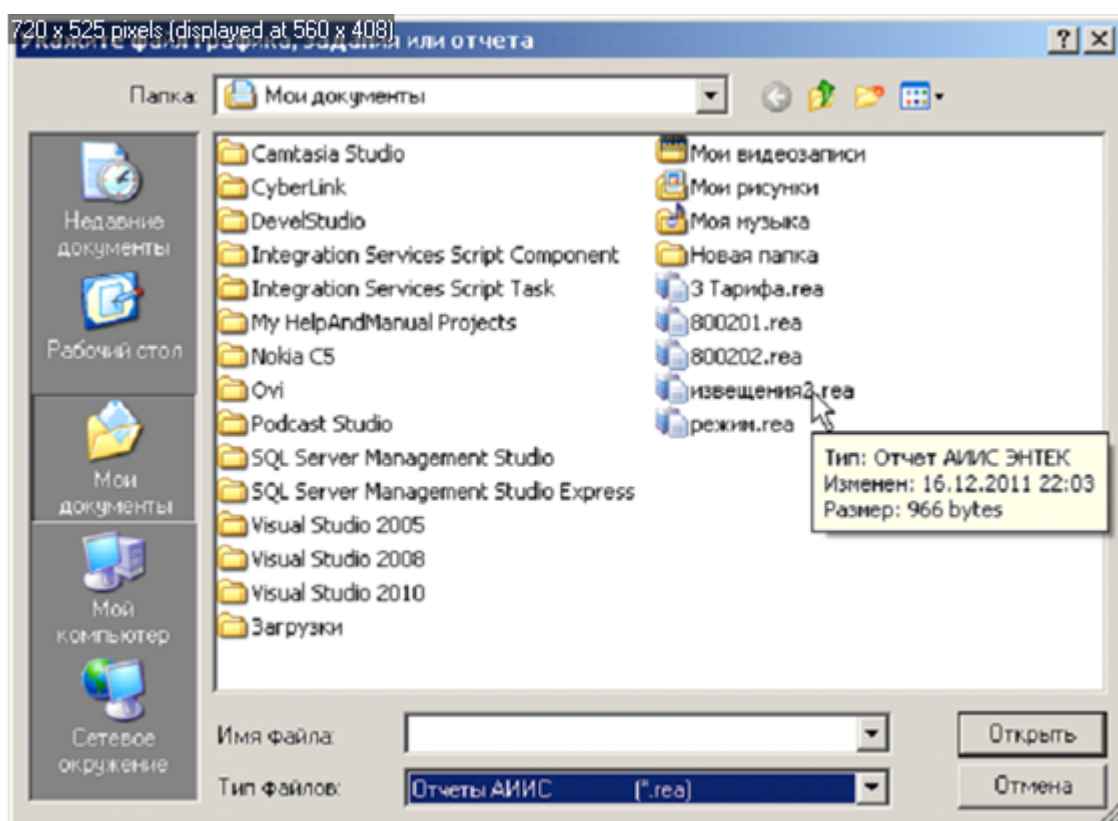 720 x 525 pixels (displayed at 560 x 408)
Укажите файл графика, задания или отчета
Папка:
Мои документы
Недавние
документы
Рабочий стол
Мои
документы
Мой
компьютер
Сетевое
окружение
Camtasia Studio
CyberLink
DevelStudio
Integration Services Script Component
Integration Services Script Task
My HelpAndManual Projects
Nokia C5
Ovi
Podcast Studio
SQL Server Management Studio
SQL Server Management Studio Express
Visual Studio 2005
Visual Studio 2008
Visual Studio 2010
Загрузки
Мои видеозаписи
Мои рисунки
Моя музыка
Новая папка
3 Тарифа.rea
800201.rea
800202.rea
извещения2.rea
режим.rea
Тип: Отчет АИИС ЭНТЕК
Изменен: 16.12.2011 22:03
Размер: 966 bytes
Имя файла:
Открыть
Тип файлов:
Отчеты АИИС (*.rea)
Отмена